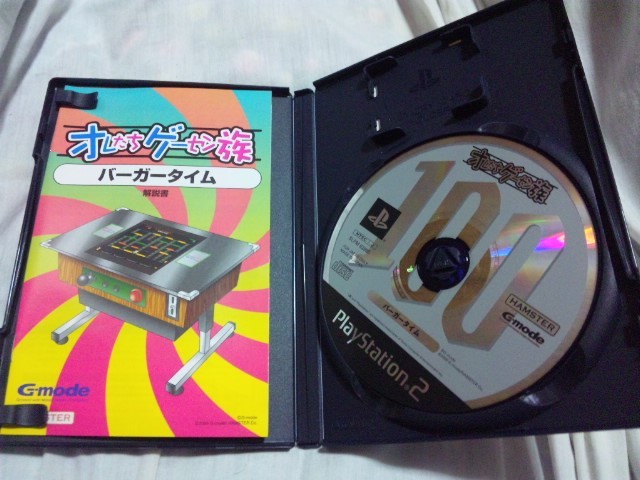 オレたちゲーセン族
バーガータイム
解説書
G-mode
HAMSTER
オレたちゲーセン族
100
HAMSTER
G-mode
バーガータイム
PlayStation.2